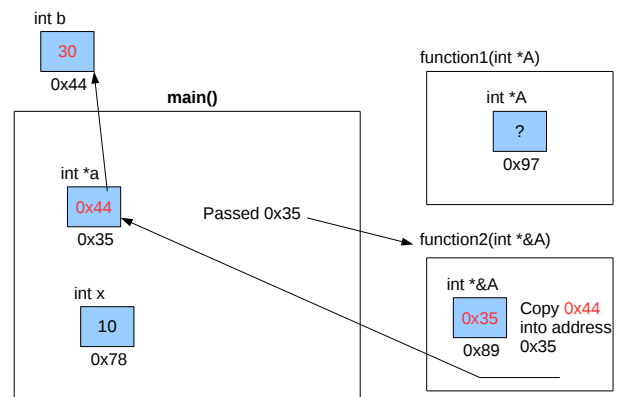 int b
30
0x44
main()
int *a
0x44
0x35
int x
10
0x78
Passed 0x35
function1(int *A)
int *A
?
0x97
function2(int *&A)
int *&A
0x35
0x89
Copy 0x44
into address
0x35